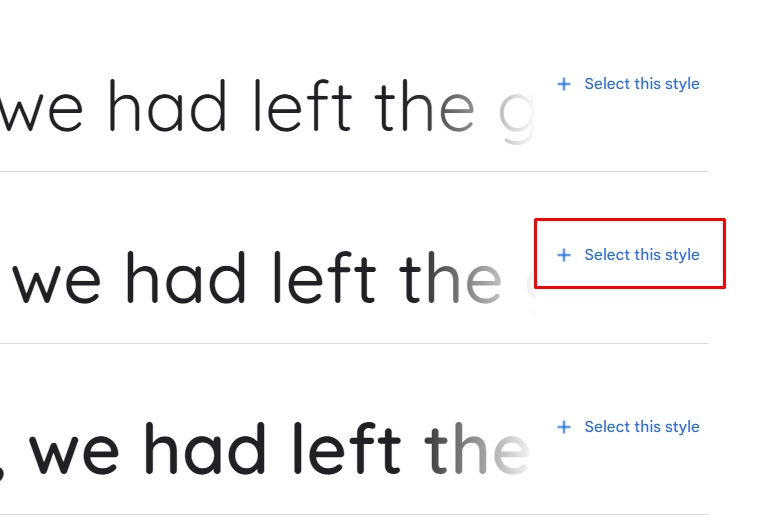 we had left the g
+ Select this style
we had left the
+ Select this style
, we had left the
+ Select this style